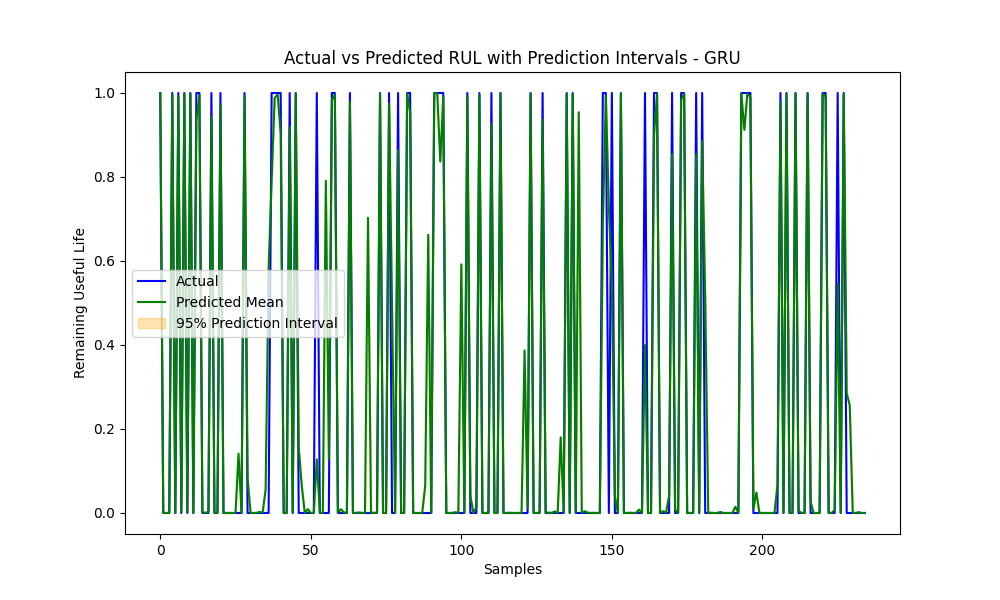 Actual vs Predicted RUL with Prediction Intervals - GRU
1.0
0.8
0.6
0.4
0.2
0.0
Remaining Useful Life
Actual
Predicted Mean
95% Prediction Interval
0 50 100 150 200
Samples